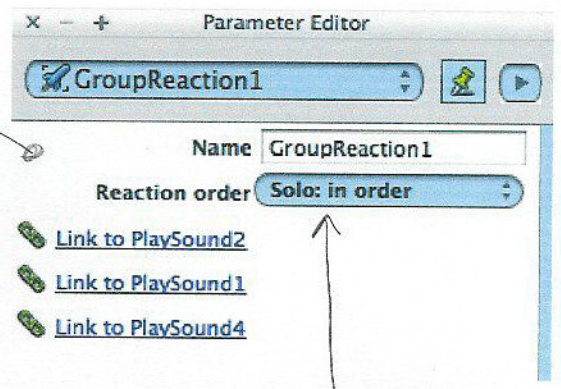 × − + Parameter Editor
GroupReaction1
Name GroupReaction1
Reaction order Solo: in order
Link to PlaySound2
Link to PlaySound1
Link to PlaySound4